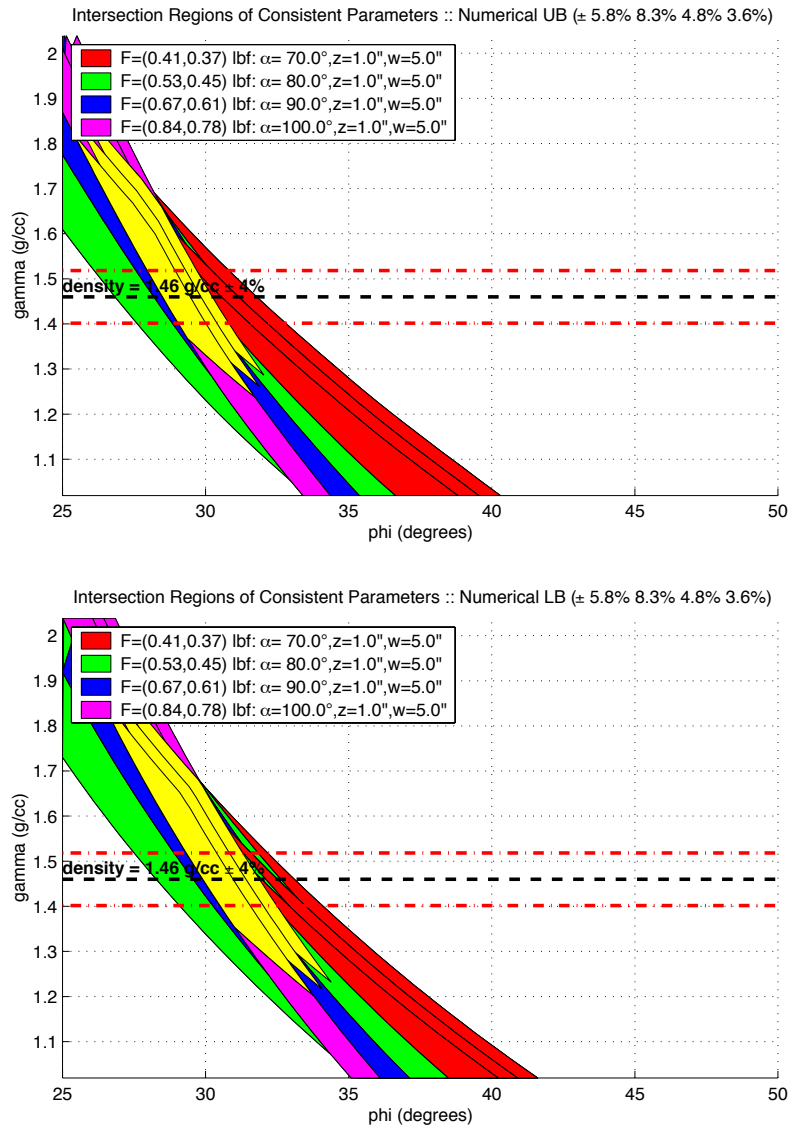 Intersection Regions of Consistent Parameters :: Numerical UB (± 5.8% 8.3% 4.8% 3.6%)
F=(0.41,0.37) lbf: α= 70.0°,z=1.0",w=5.0"
F=(0.53,0.45) lbf: α= 80.0°,z=1.0",w=5.0"
F=(0.67,0.61) lbf: α= 90.0°,z=1.0",w=5.0"
F=(0.84,0.78) lbf: α=100.0°,z=1.0",w=5.0"
2
1.9
1.8
1.7
1.6
1.5
1.4
1.3
1.2
1.1
gamma (g/cc)
density = 1.46 g/cc ± 4%
25
30
35
40
45
50
phi (degrees)
Intersection Regions of Consistent Parameters :: Numerical LB (± 5.8% 8.3% 4.8% 3.6%)
F=(0.41,0.37) lbf: α= 70.0°,z=1.0",w=5.0"
F=(0.53,0.45) lbf: α= 80.0°,z=1.0",w=5.0"
F=(0.67,0.61) lbf: α= 90.0°,z=1.0",w=5.0"
F=(0.84,0.78) lbf: α=100.0°,z=1.0",w=5.0"
2
1.9
1.8
1.7
1.6
1.5
1.4
1.3
1.2
1.1
gamma (g/cc)
density = 1.46 g/cc ± 4%
25
30
35
40
45
50
phi (degrees)